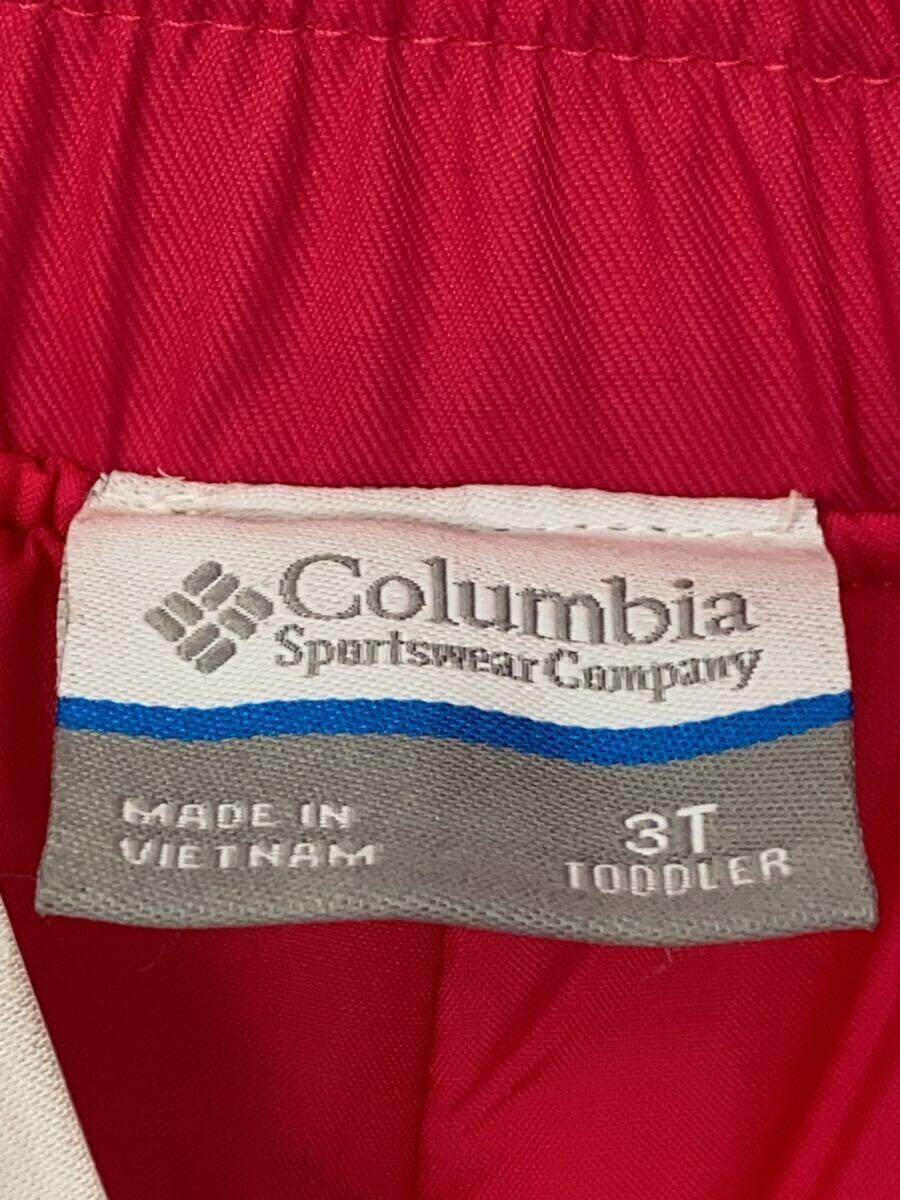 Columbia
Sportswear Company
MADE IN
VIETNAM
3T
TODDLER